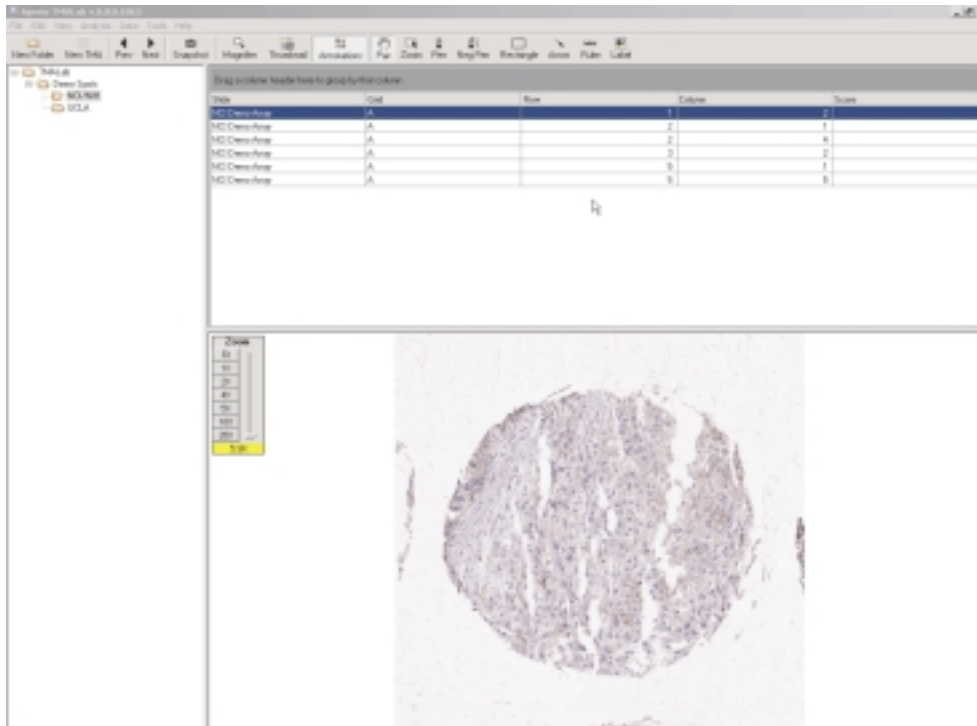 Aperio TMALab
File Edit View Analysis Data Tools Help
New Folder New TMA Prev Next Snapshot Magnifier Thumbnail Annotation Pan Zoom Pen Neg Pen Rectangle Arrow Ruler Label
TMALab
Demo Spots
NCI/NIH
UCLA
Drag a column header here to group by that column
Slide Grid Row Column Score
NCI Demo Array A 1 2
NCI Demo Array A 2 1
NCI Demo Array A 2 4
NCI Demo Array A 3 2
NCI Demo Array A 5 1
NCI Demo Array A 5
Zoom
1x
2x
4x